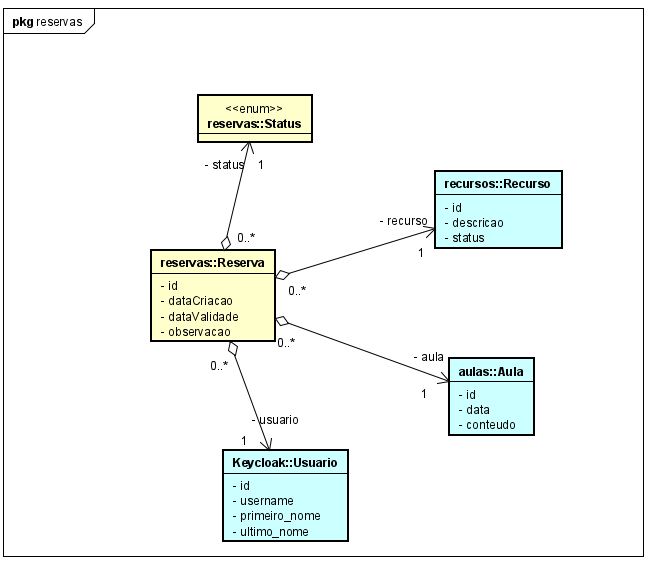 pkg reservas
<<enum>>
reservas::Status
- status
1
0..*
recursos::Recurso
- id
- descricao
- status
- recurso
1
0..*
reservas::Reserva
- id
- dataCriacao
- dataValidade
- observacao
0..*
- aula
1
aulas::Aula
- id
- data
- conteudo
0..*
- usuario
1
Keycloak::Usuario
- id
- username
- primeiro_nome
- ultimo_nome